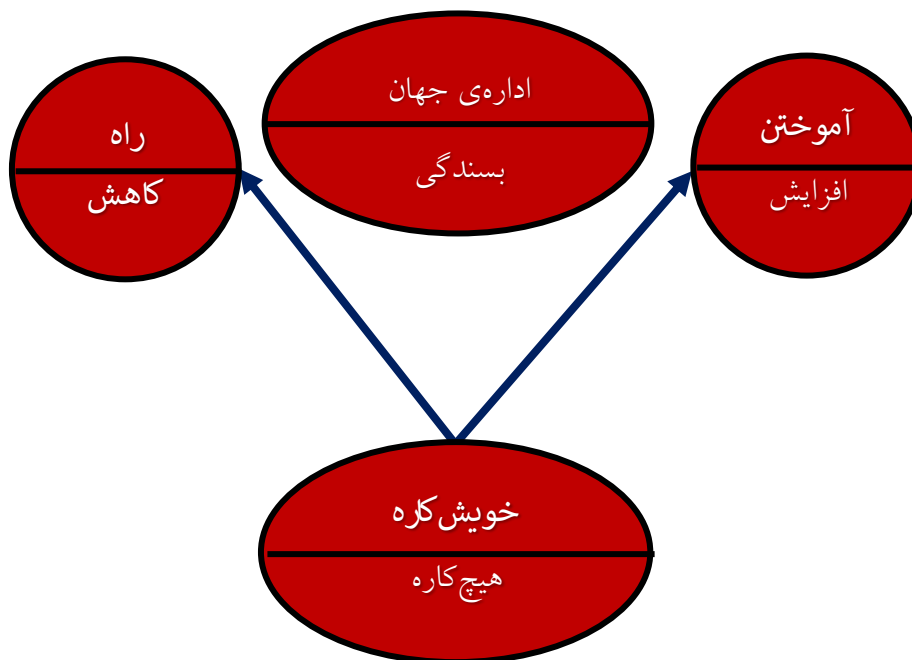 آموختن
افزایش
اداره‌ی جهان
بسندگی
راه
کاهش
خویش‌کاره
هیچ‌کاره